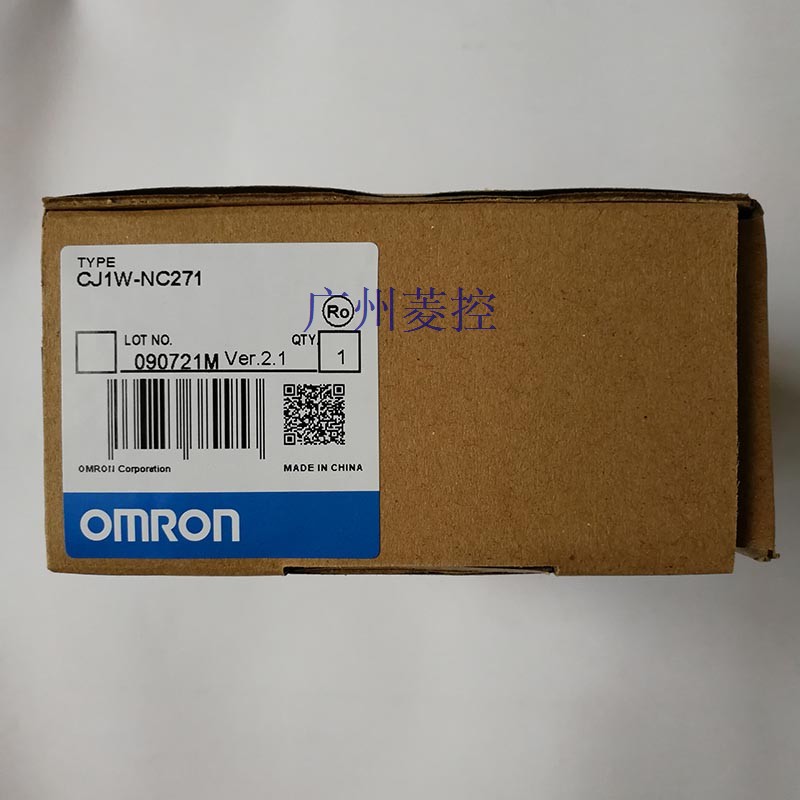 TYPE
CJ1W-NC271
广州菱控
Ro
LOT NO.
QTY.
090721M Ver.2.1
1
OMRON Corporation
MADE IN CHINA
OMRON